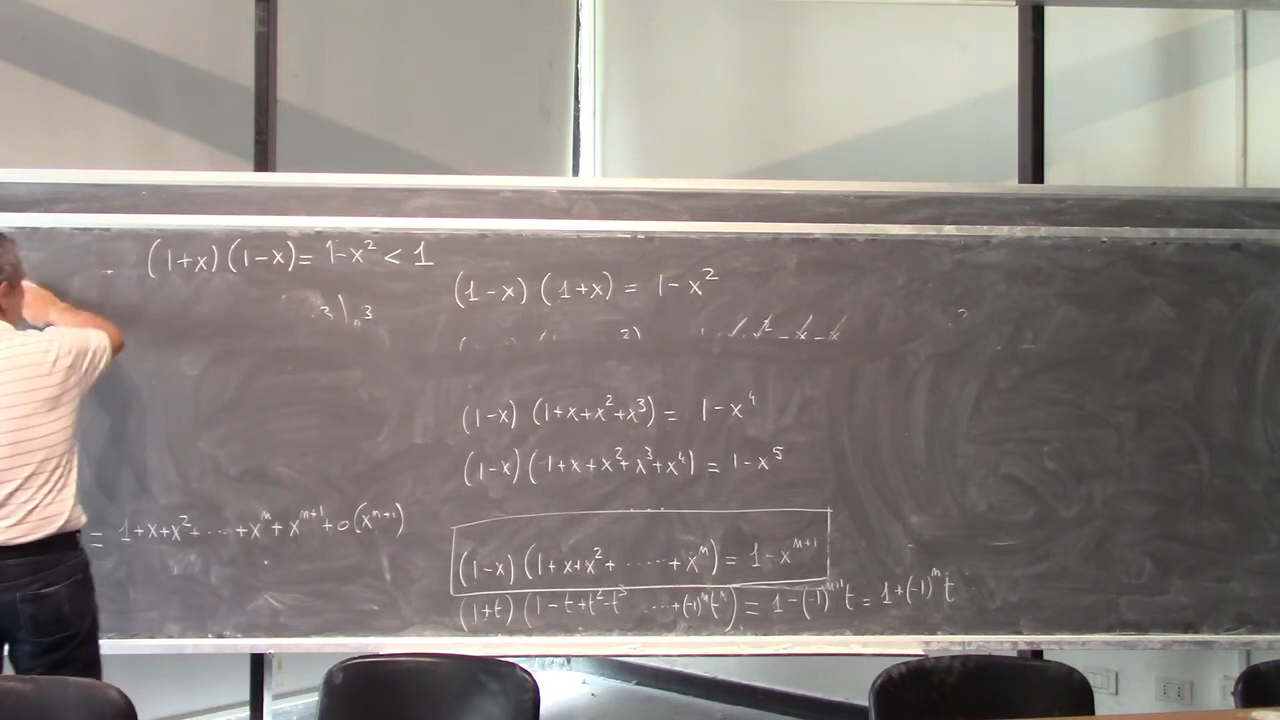 (1+x)(1-x)= 1-x² < 1
(1-x)(1+x) = 1-x²
(1-x)(1+x+x²+x³)= 1-x⁴
(1-x)(1+x+x²+x³+x⁴) = 1-x⁵
= 1+x+x²+...+xⁿ+xⁿ⁺¹+o(xⁿ⁺¹)
(1-x)(1+x+x²+.....+xⁿ)= 1-xⁿ⁺¹
(1+t)(1-t+t²-t³ ...+(-1)ⁿtⁿ)= 1-(-1)ⁿ⁺¹t = 1+(-1)ⁿt